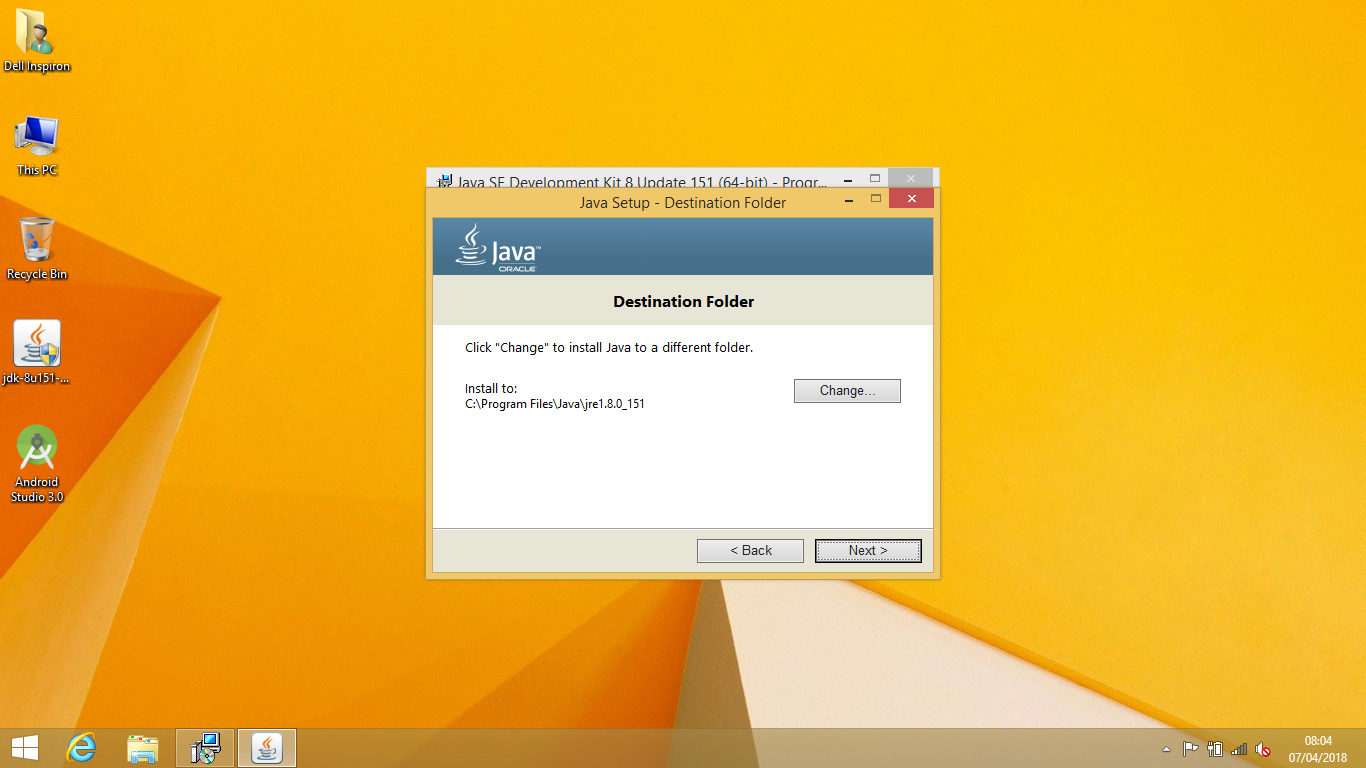 Dell Inspiron
This PC
Recycle Bin
jdk-8u151-...
Android
Studio 3.0
Java SE Development Kit 8 Update 151 (64-bit) - Progr...
Java Setup - Destination Folder
Java™
ORACLE
Destination Folder
Click "Change" to install Java to a different folder.
Install to:
C:\Program Files\Java\jre1.8.0_151
Change...
< Back
Next >
08:04
07/04/2018